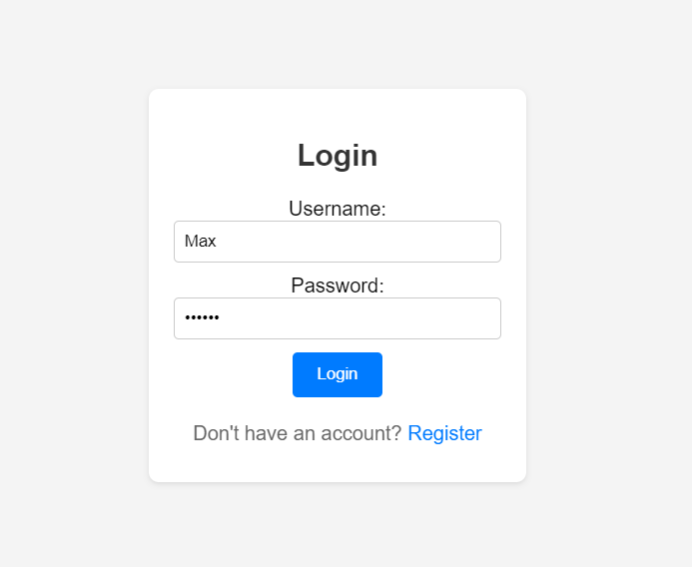 Login
Username:
Max
Password:
••••••
Login
Don't have an account? Register